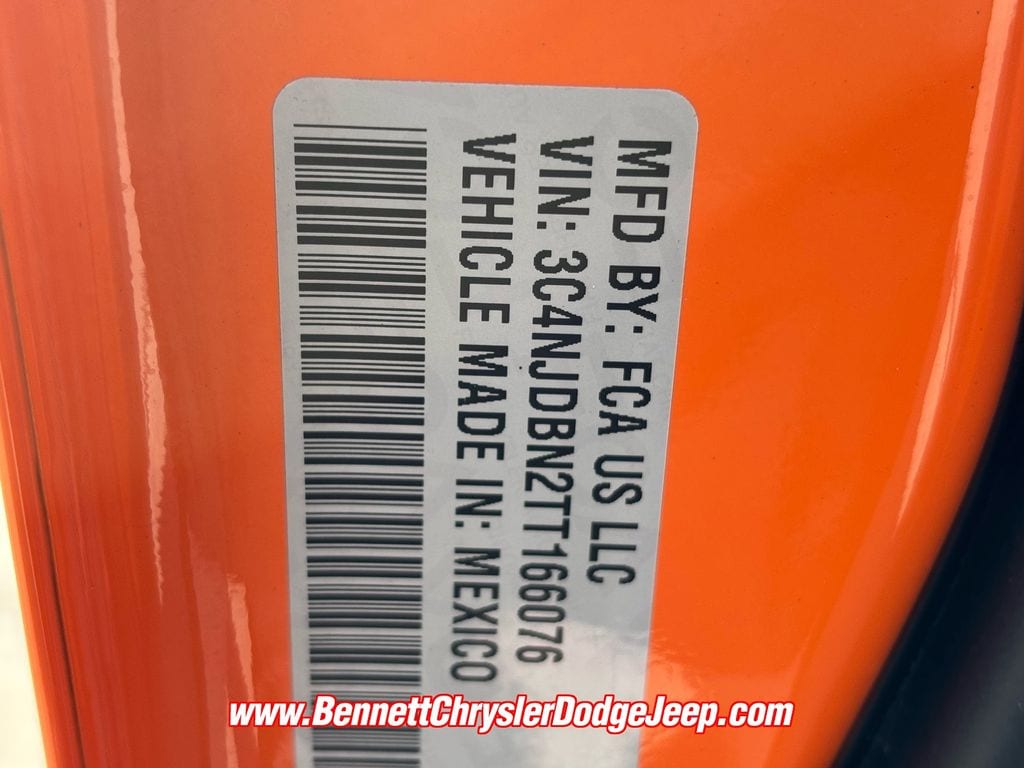 MFD BY: FCA US LLC
VIN: 3C4NJDBN2TT166076
VEHICLE MADE IN: MEXICO
www.BennettChryslerDodgeJeep.com